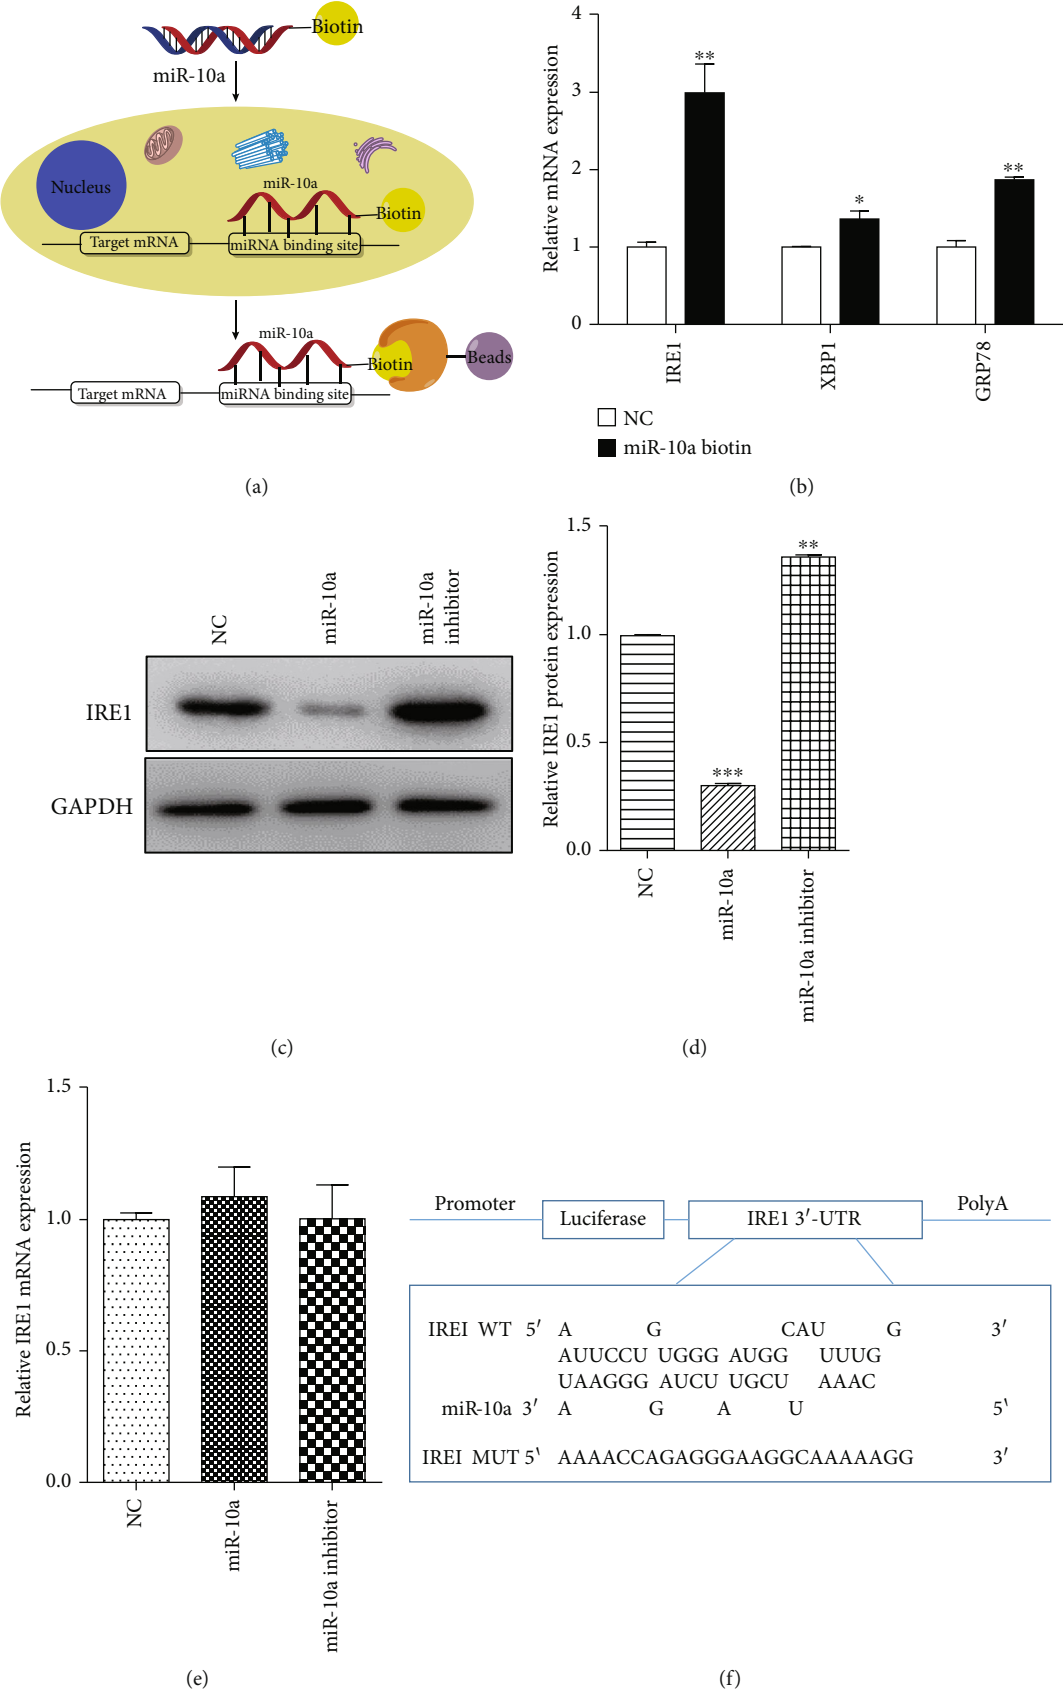 Biotin
miR-10a
Nucleus
miR-10a
Biotin
Target mRNA
miRNA binding site
miR-10a
Biotin
Beads
Target mRNA
miRNA binding site
(a)
Relative mRNA expression
4
3
2
1
0
**
*
**
IRE1
XBP1
GRP78
NC
miR-10a biotin
(b)
NC
miR-10a
miR-10a
inhibitor
IRE1
GAPDH
(c)
Relative IRE1 protein expression
1.5
1.0
0.5
0.0
***
**
NC
miR-10a
miR-10a inhibitor
(d)
Relative IRE1 mRNA expression
1.5
1.0
0.5
0.0
NC
miR-10a
miR-10a inhibitor
(e)
Promoter
Luciferase
IRE1 3′-UTR
PolyA
IREI WT 5′ A G CAU G 3′
AUUCCU UGGG AUGG UUUG
UAAGGG AUCU UGCU AAAC
miR-10a 3′ A G A U 5‵
IREI MUT 5‵ AAAACCAGAGGGAAGGCAAAAAGG 3′
(f)